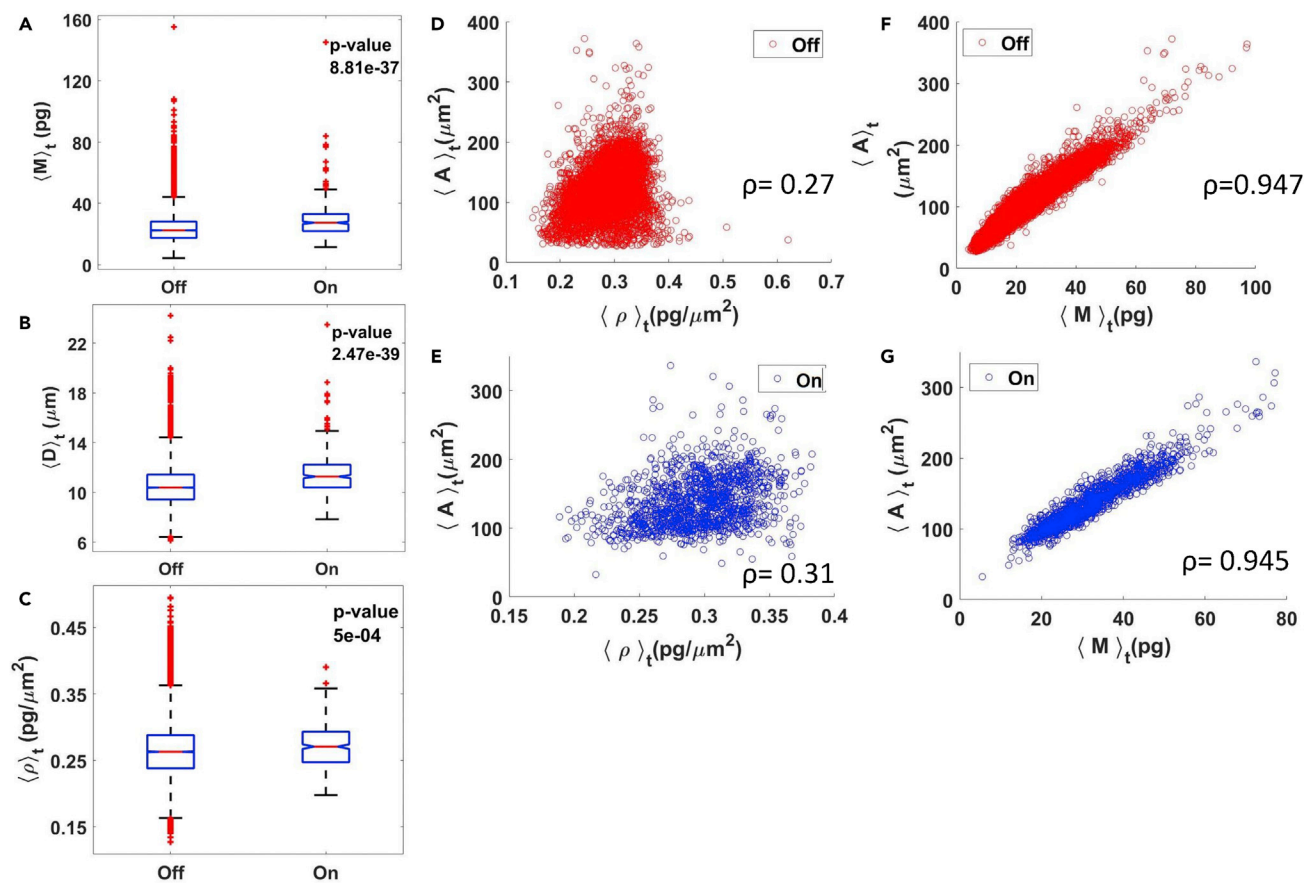 A
⟨M⟩t (pg)
160
120
80
40
0
p-value
8.81e-37
Off
On
B
⟨D⟩t (μm)
22
18
14
10
6
p-value
2.47e-39
C
⟨ρ⟩t (pg/μm²)
0.45
0.35
0.25
0.15
p-value
5e-04
Off
On
D
⟨ A ⟩t(μm²)
400
300
200
100
0
Off
ρ= 0.27
0.1
0.2
0.3
0.4
0.5
0.6
0.7
⟨ ρ ⟩t(pg/μm²)
E
⟨ A ⟩t(μm²)
300
200
100
0
On
ρ= 0.31
0.15
0.2
0.25
0.3
0.35
0.4
⟨ ρ ⟩t(pg/μm²)
F
⟨ A⟩t
(μm²)
400
300
200
100
0
Off
ρ=0.947
0
20
40
60
80
100
⟨ M ⟩t(pg)
G
⟨ A ⟩t (μm²)
300
200
100
0
On
ρ= 0.945
0
20
40
60
80
⟨ M ⟩t(pg)